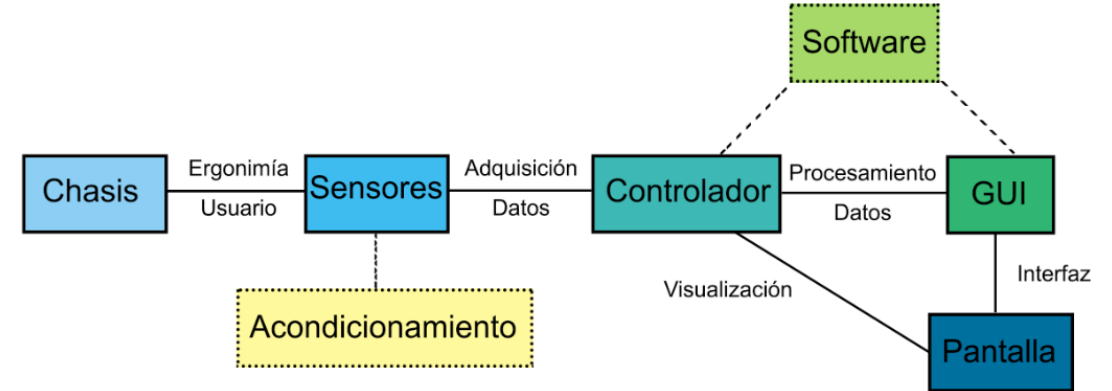 Software
Chasis
Ergonimía
Usuario
Sensores
Adquisición
Datos
Controlador
Procesamiento
Datos
GUI
Visualización
Interfaz
Acondicionamiento
Pantalla